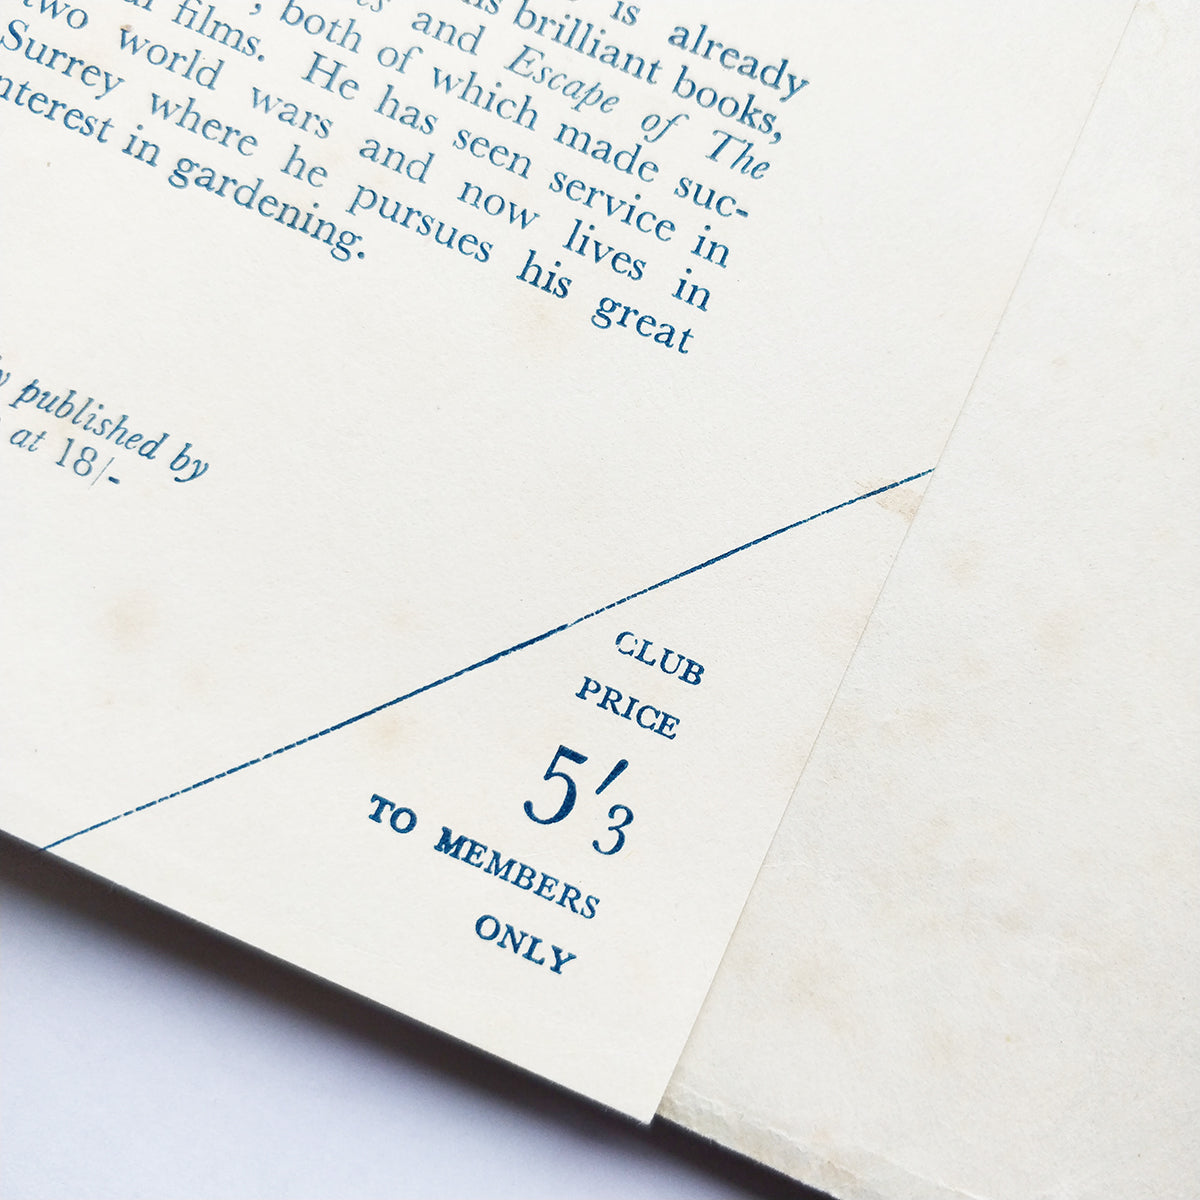 is already
brilliant books,
and Escape of The
, both of which made suc-
films. He has seen service in
two world wars and now lives in
Surrey where he pursues his great
nterest in gardening.
published by
at 18/-
CLUB
PRICE
5'3
TO MEMBERS
ONLY